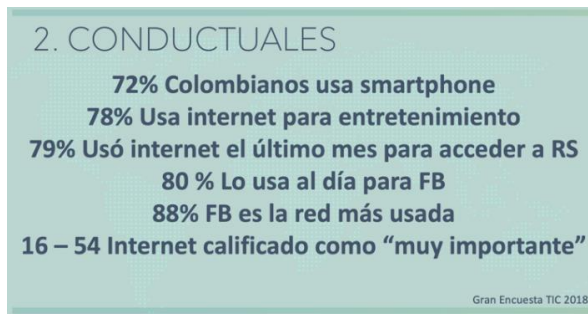 2. CONDUCTUALES
72% Colombianos usa smartphone
78% Usa internet para entretenimiento
79% Usó internet el último mes para acceder a RS
80 % Lo usa al día para FB
88% FB es la red más usada
16 – 54 Internet calificado como “muy importante”
Gran Encuesta TIC 2018